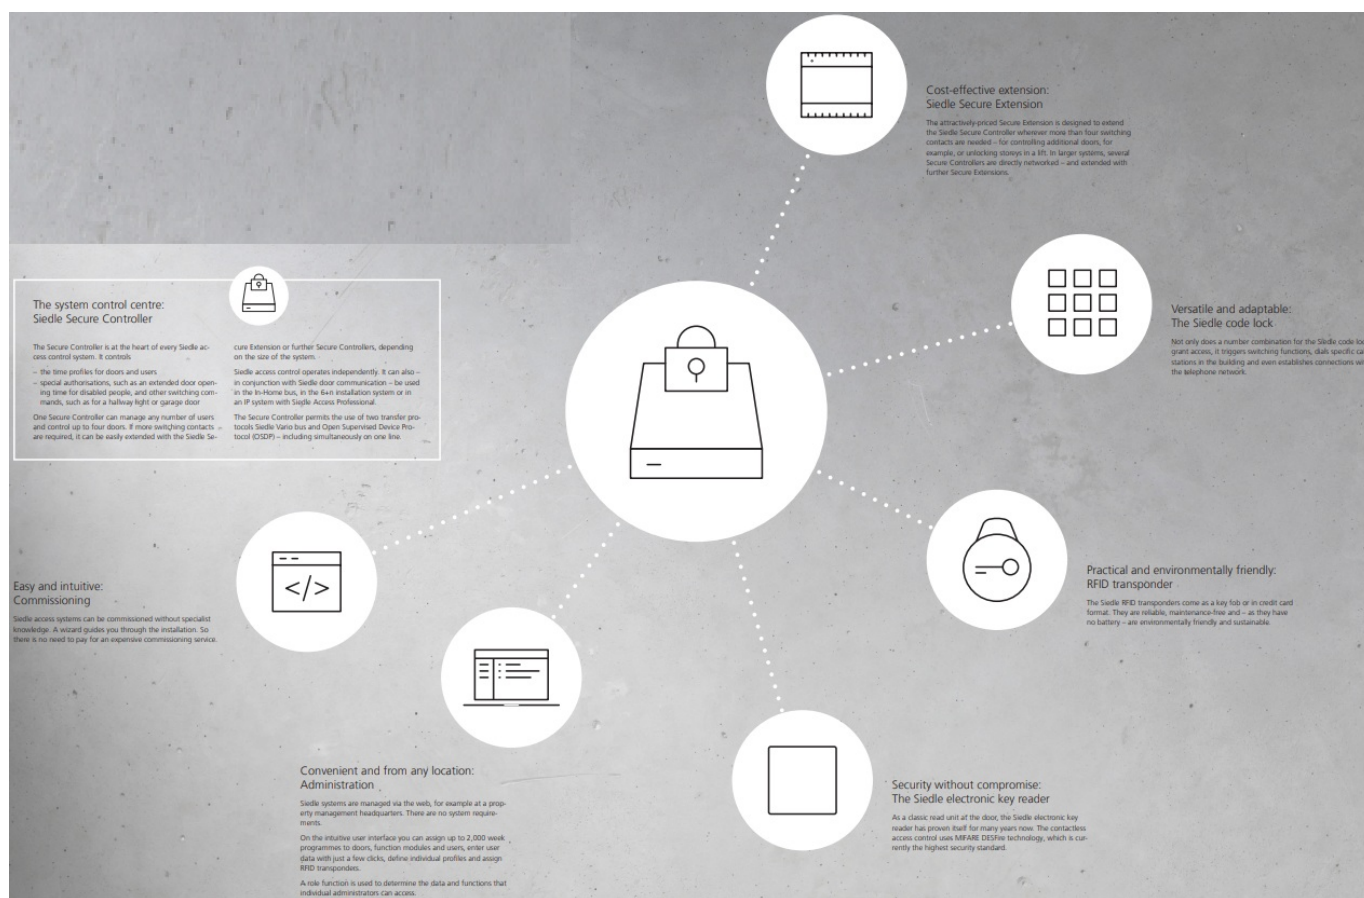 Cost-effective extension:
Siedle Secure Extension
The attractively-priced Secure Extension is designed to extend
the Siedle Secure Controller wherever more than four switching
contacts are needed – for controlling additional doors, for
example, or unlocking storeys in a lift. In larger systems, several
Secure Controllers are directly networked – and extended with
further Secure Extensions.
Versatile and adaptable:
The Siedle code lock
Not only does a number combination for the Siedle code loc
grant access, it triggers switching functions, dials specific ca
stations in the building and even establishes connections wi
the telephone network.
The system control centre:
Siedle Secure Controller
The Secure Controller is at the heart of every Siedle ac-
cess control system. It controls
– the time profiles for doors and users
– special authorisations, such as an extended door open-
ing time for disabled people, and other switching com-
mands, such as for a hallway light or garage door
One Secure Controller can manage any number of users
and control up to four doors. If more switching contacts
are required, it can be easily extended with the Siedle Se-
cure Extension or further Secure Controllers, depending
on the size of the system.
Siedle access control operates independently. It can also –
in conjunction with Siedle door communication – be used
in the In-Home bus, in the 6+n installation system or in
an IP system with Siedle Access Professional.
The Secure Controller permits the use of two transfer pro-
tocols Siedle Vario bus and Open Supervised Device Pro-
tocol (OSDP) – including simultaneously on one line.
Easy and intuitive:
Commissioning
Siedle access systems can be commissioned without specialist
knowledge. A wizard guides you through the installation. So
there is no need to pay for an expensive commissioning service.
</>
Practical and environmentally friendly:
RFID transponder
The Siedle RFID transponders come as a key fob or in credit card
format. They are reliable, maintenance-free and – as they have
no battery – are environmentally friendly and sustainable.
Convenient and from any location:
Administration
Siedle systems are managed via the web, for example at a prop-
erty management headquarters. There are no system require-
ments.
On the intuitive user interface you can assign up to 2,000 week
programmes to doors, function modules and users, enter user
data with just a few clicks, define individual profiles and assign
RFID transponders.
A role function is used to determine the data and functions that
individual administrators can access.
Security without compromise:
The Siedle electronic key reader
As a classic read unit at the door, the Siedle electronic key
reader has proven itself for many years now. The contactless
access control uses MIFARE DESFire technology, which is cur-
rently the highest security standard.